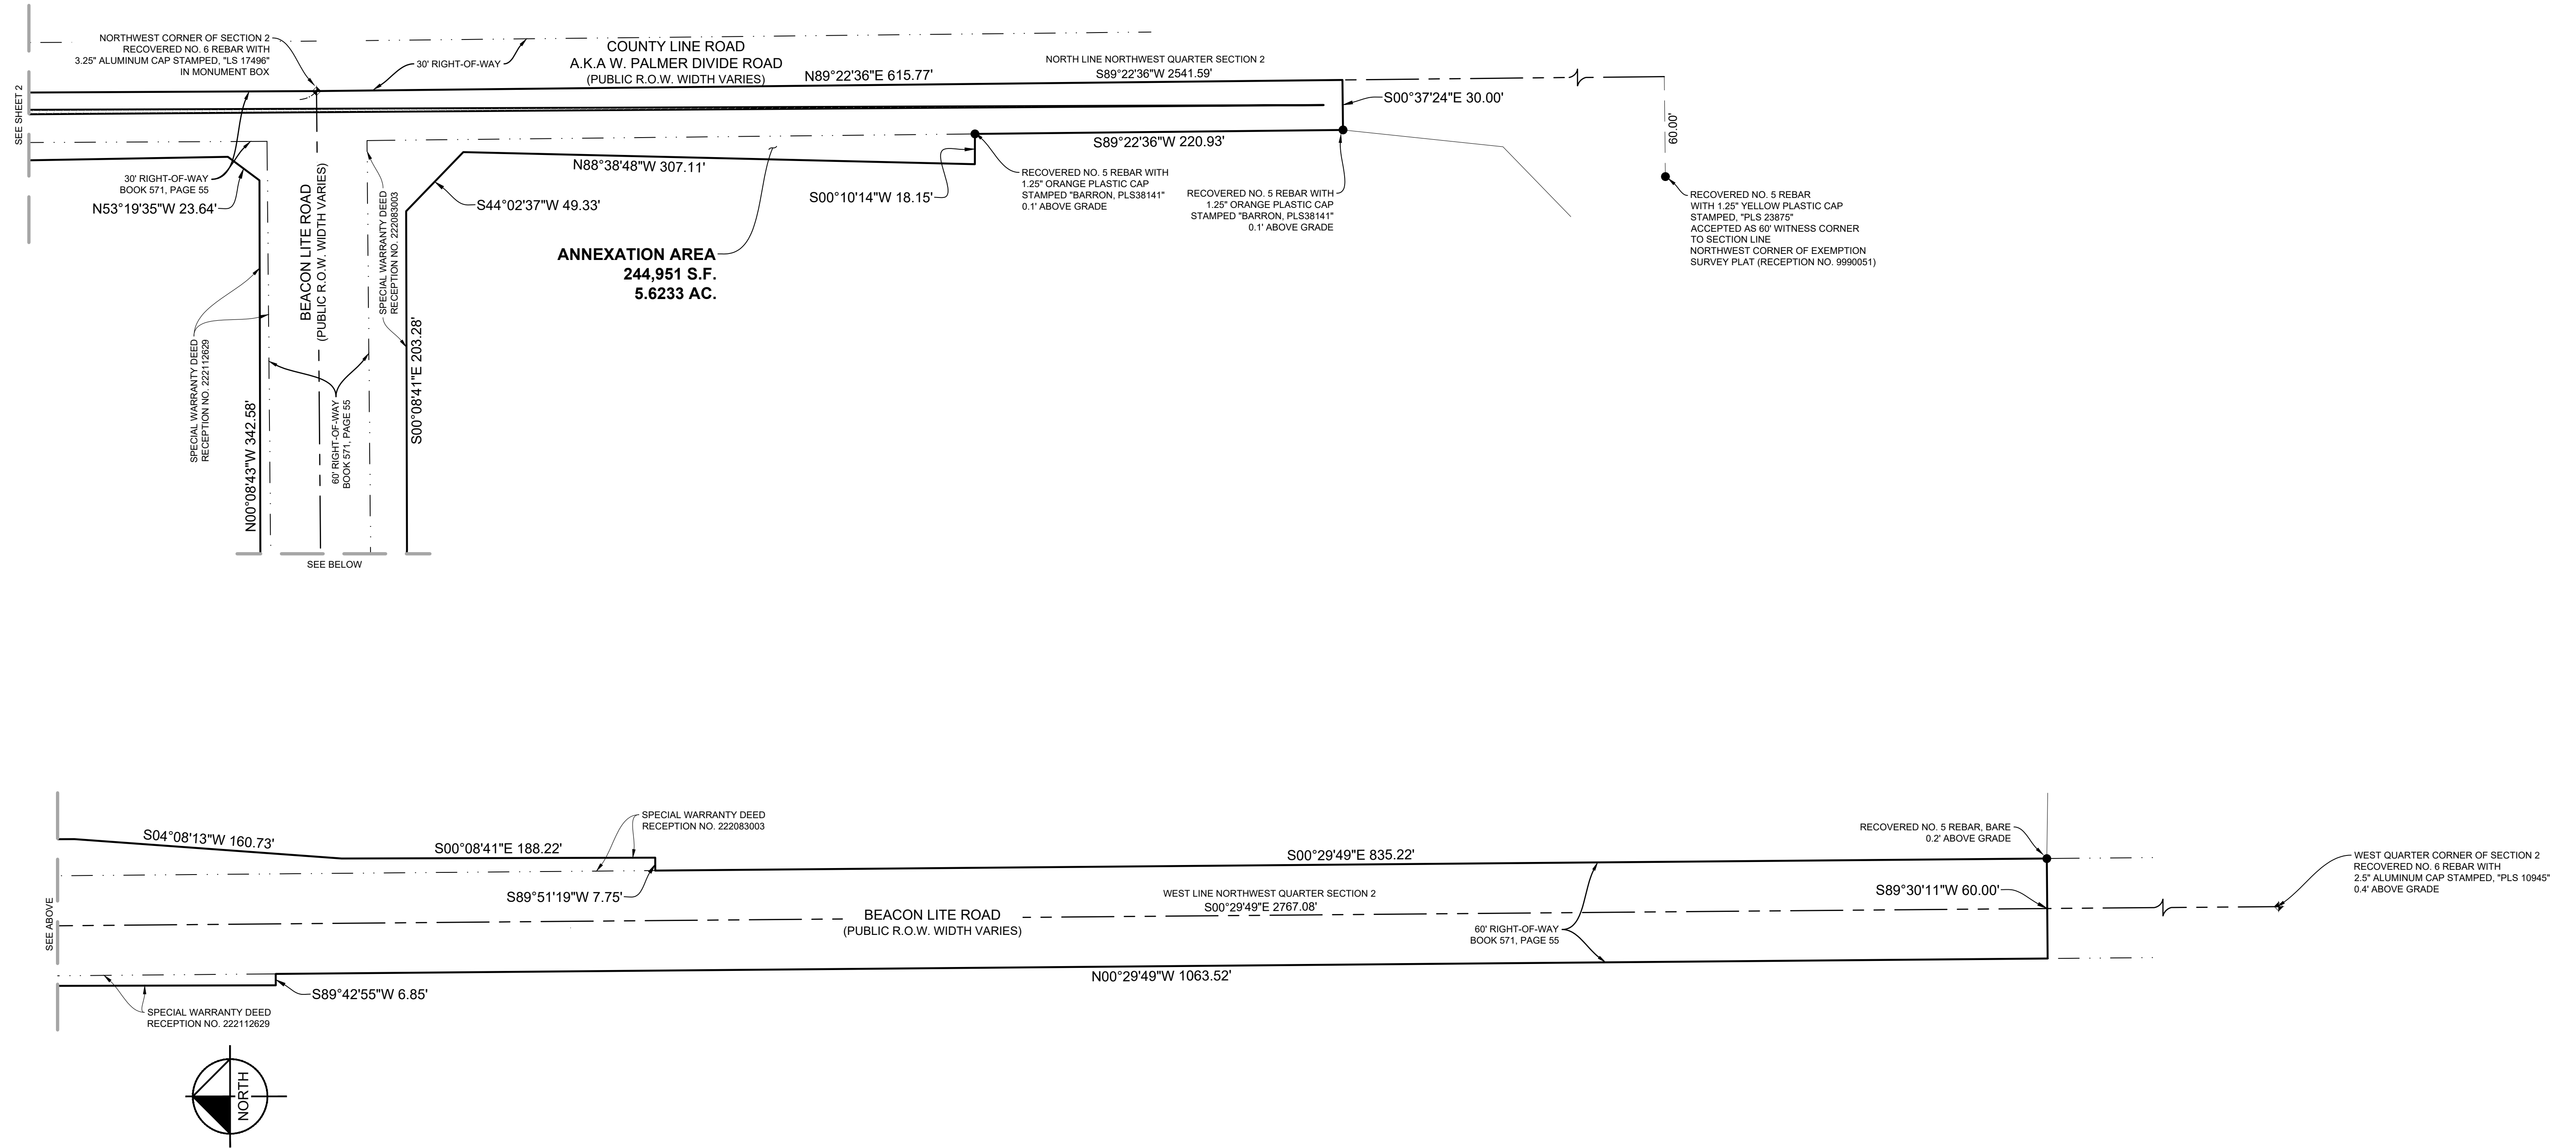 NORTHWEST CORNER OF SECTION 2
RECOVERED NO. 6 REBAR WITH
3.25" ALUMINUM CAP STAMPED, "LS 17496"
IN MONUMENT BOX
SEE SHEET 2
30' RIGHT-OF-WAY
COUNTY LINE ROAD
A.K.A W. PALMER DIVIDE ROAD
(PUBLIC R.O.W. WIDTH VARIES)
N89°22'36"E 615.77'
NORTH LINE NORTHWEST QUARTER SECTION 2
S89°22'36"W 2541.59'
S00°37'24"E 30.00'
60.00'
S89°22'36"W 220.93'
N88°38'48"W 307.11'
30' RIGHT-OF-WAY
BOOK 571, PAGE 55
N53°19'35"W 23.64'
S44°02'37"W 49.33'
S00°10'14"W 18.15'
RECOVERED NO. 5 REBAR WITH
1.25" ORANGE PLASTIC CAP
STAMPED "BARRON, PLS38141"
0.1' ABOVE GRADE
RECOVERED NO. 5 REBAR WITH
1.25" ORANGE PLASTIC CAP
STAMPED "BARRON, PLS38141"
0.1' ABOVE GRADE
RECOVERED NO. 5 REBAR
WITH 1.25" YELLOW PLASTIC CAP
STAMPED, "PLS 23875"
ACCEPTED AS 60' WITNESS CORNER
TO SECTION LINE
NORTHWEST CORNER OF EXEMPTION
SURVEY PLAT (RECEPTION NO. 9990051)
BEACON LITE ROAD
(PUBLIC R.O.W. WIDTH VARIES)
SPECIAL WARRANTY DEED
RECEPTION NO. 222083003
ANNEXATION AREA
244,951 S.F.
5.6233 AC.
SPECIAL WARRANTY DEED
RECEPTION NO. 222112629
N00°08'43"W 342.58'
60' RIGHT-OF-WAY
BOOK 571, PAGE 55
S00°08'41"E 203.28'
SEE BELOW
SEE ABOVE
S04°08'13"W 160.73'
S00°08'41"E 188.22'
SPECIAL WARRANTY DEED
RECEPTION NO. 222083003
S89°51'19"W 7.75'
S00°29'49"E 835.22'
RECOVERED NO. 5 REBAR, BARE
0.2' ABOVE GRADE
WEST QUARTER CORNER OF SECTION 2
RECOVERED NO. 6 REBAR WITH
2.5" ALUMINUM CAP STAMPED, "PLS 10945"
0.4' ABOVE GRADE
S89°30'11"W 60.00'
WEST LINE NORTHWEST QUARTER SECTION 2
S00°29'49"E 2767.08'
BEACON LITE ROAD
(PUBLIC R.O.W. WIDTH VARIES)
60' RIGHT-OF-WAY
BOOK 571, PAGE 55
N00°29'49"W 1063.52'
S89°42'55"W 6.85'
SPECIAL WARRANTY DEED
RECEPTION NO. 222112629
NORTH